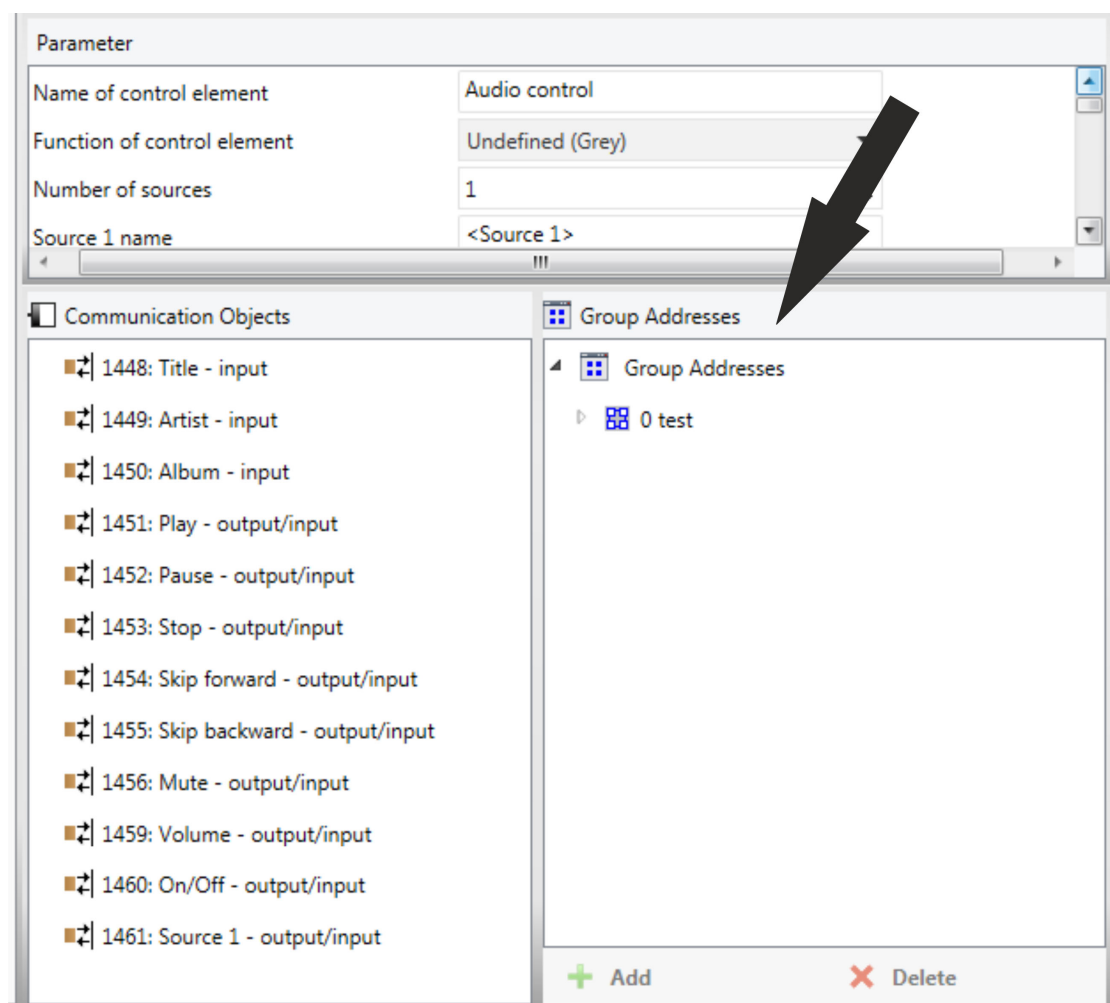 Parameter
Name of control element Audio control
Function of control element Undefined (Grey)
Number of sources 1
Source 1 name <Source 1>
Communication Objects
1448: Title - input
1449: Artist - input
1450: Album - input
1451: Play - output/input
1452: Pause - output/input
1453: Stop - output/input
1454: Skip forward - output/input
1455: Skip backward - output/input
1456: Mute - output/input
1459: Volume - output/input
1460: On/Off - output/input
1461: Source 1 - output/input
Group Addresses
Group Addresses
0 test
Add Delete